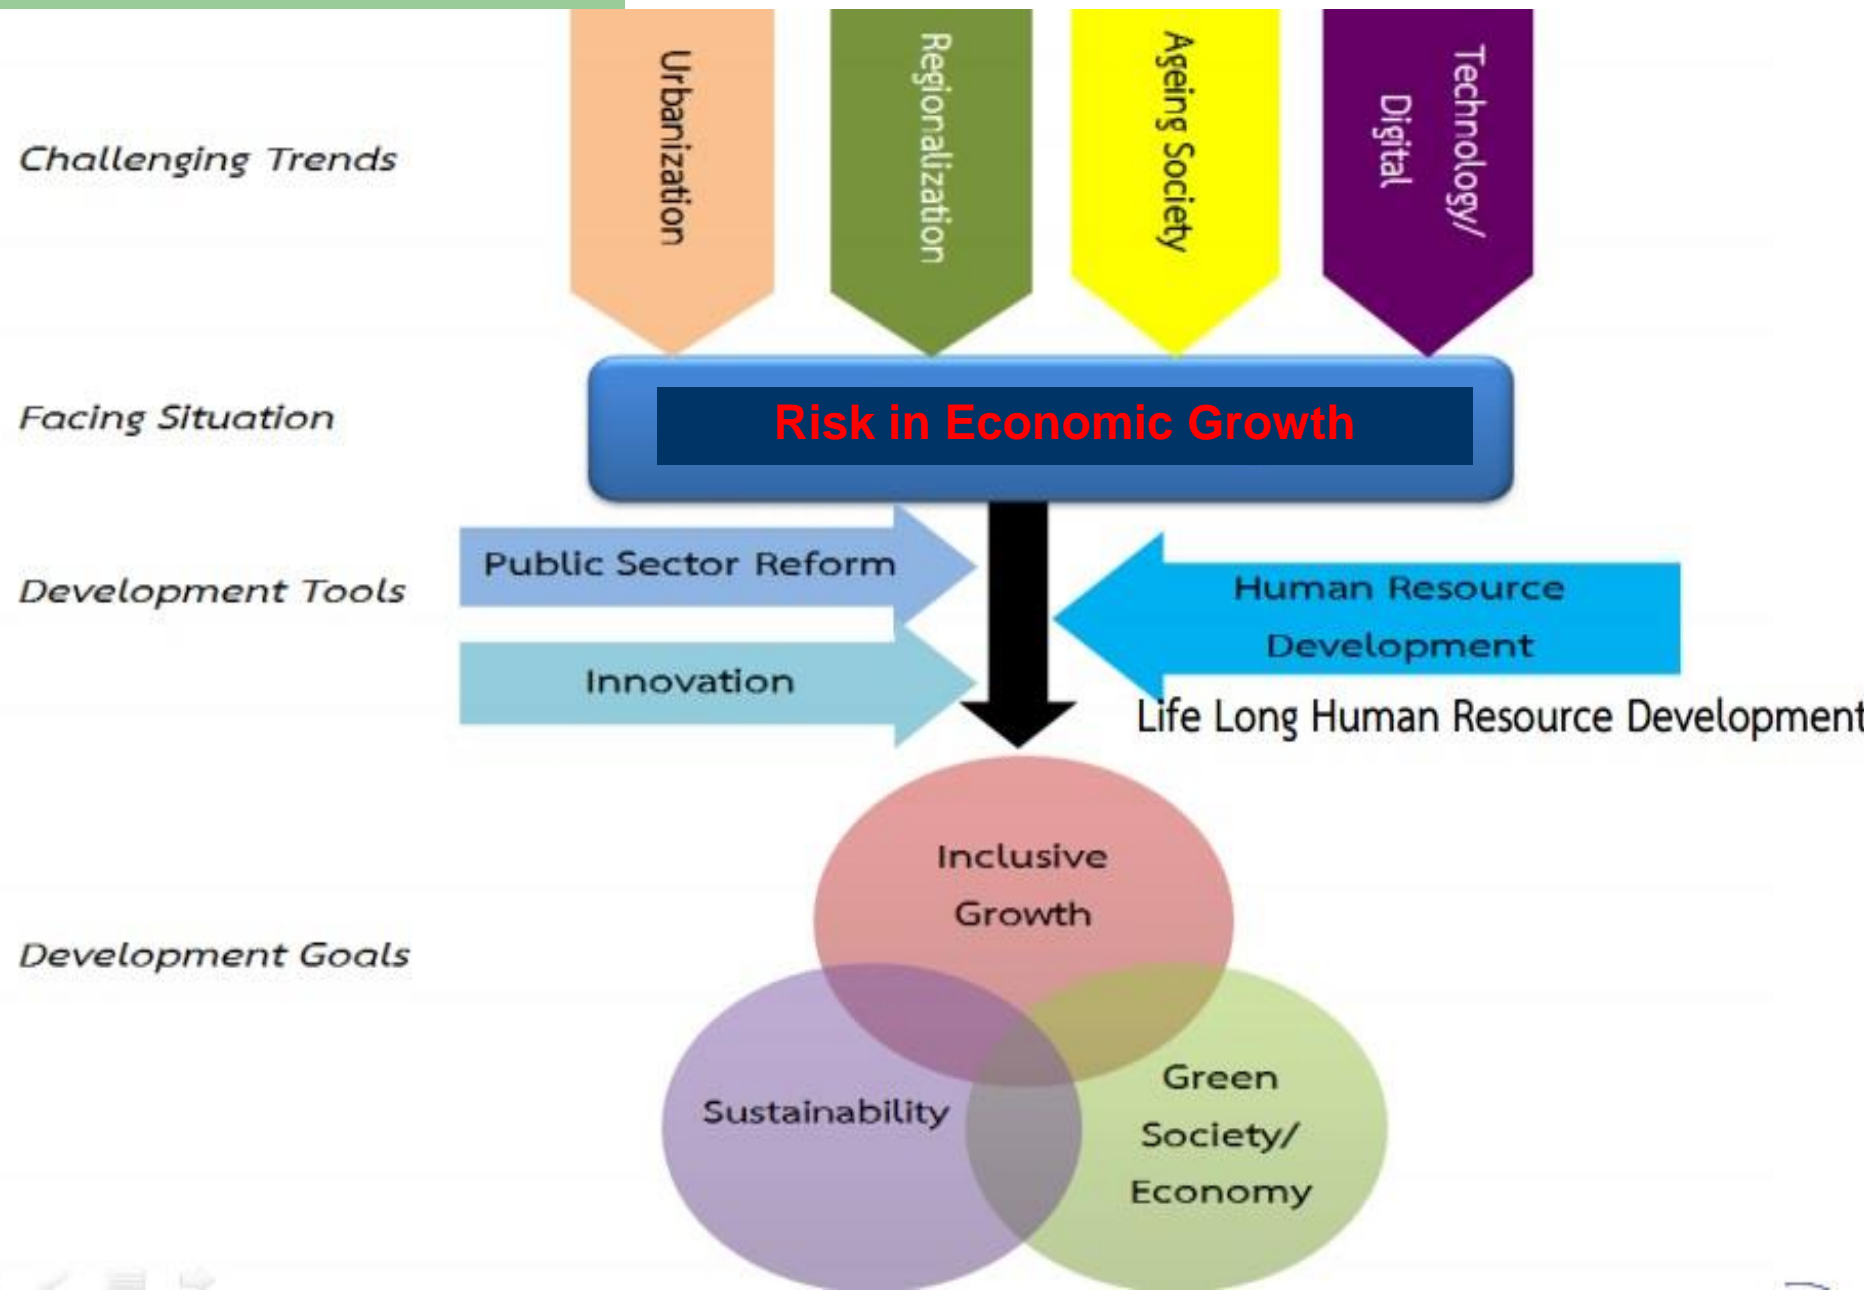 Challenging Trends
Urbanization
Regionalization
Ageing Society
Technology/
Digital
Facing Situation
Risk in Economic Growth
Development Tools
Public Sector Reform
Innovation
Human Resource
Development
Life Long Human Resource Development
Development Goals
Inclusive
Growth
Sustainability
Green
Society/
Economy